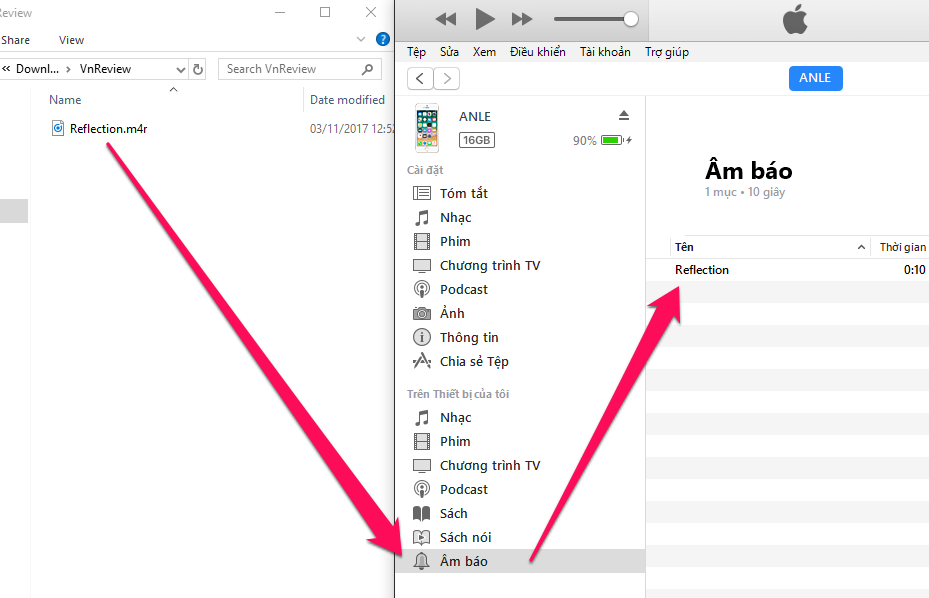 Review
Share View
« Downl... › VnReview
Search VnReview
Name Date modified
Reflection.m4r 03/11/2017 12:52
Tệp Sửa Xem Điều khiển Tài khoản Trợ giúp
ANLE
ANLE
16GB 90%
Cài đặt
Tóm tắt
Nhạc
Phim
Chương trình TV
Podcast
Ảnh
Thông tin
Chia sẻ Tệp
Trên Thiết bị của tôi
Nhạc
Phim
Chương trình TV
Podcast
Sách
Sách nói
Âm báo
Âm báo
1 mục • 10 giây
Tên Thời gian
Reflection 0:10